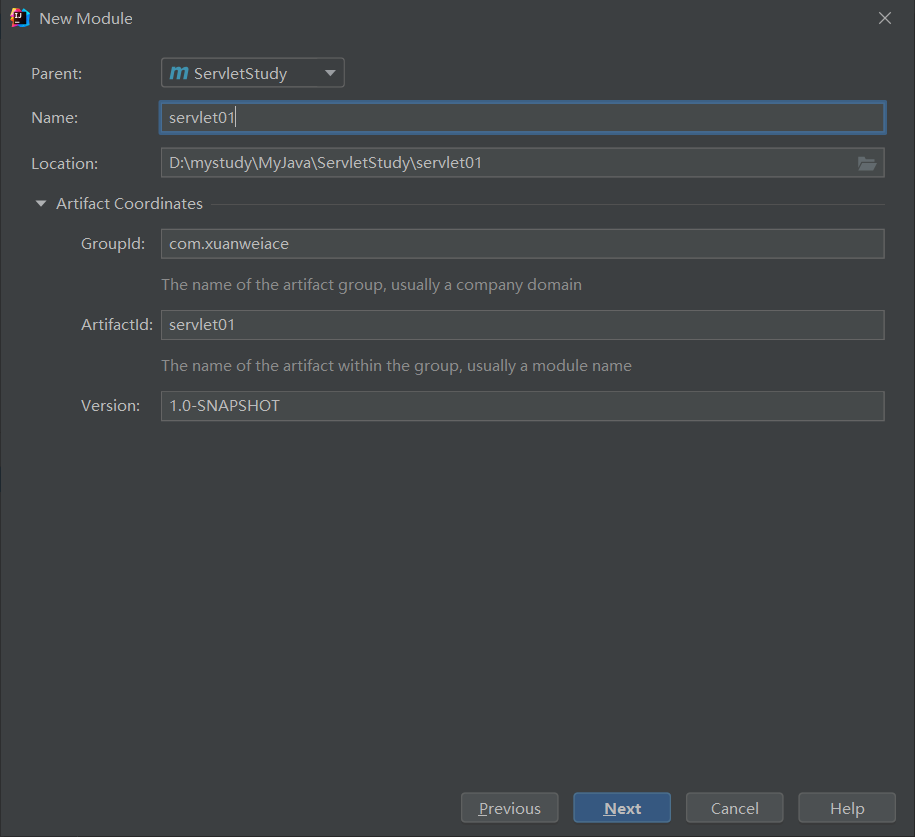 New Module
Parent: ServletStudy
Name: servlet01
Location: D:\mystudy\MyJava\ServletStudy\servlet01
Artifact Coordinates
GroupId: com.xuanweiace
The name of the artifact group, usually a company domain
ArtifactId: servlet01
The name of the artifact within the group, usually a module name
Version: 1.0-SNAPSHOT
Previous Next Cancel Help